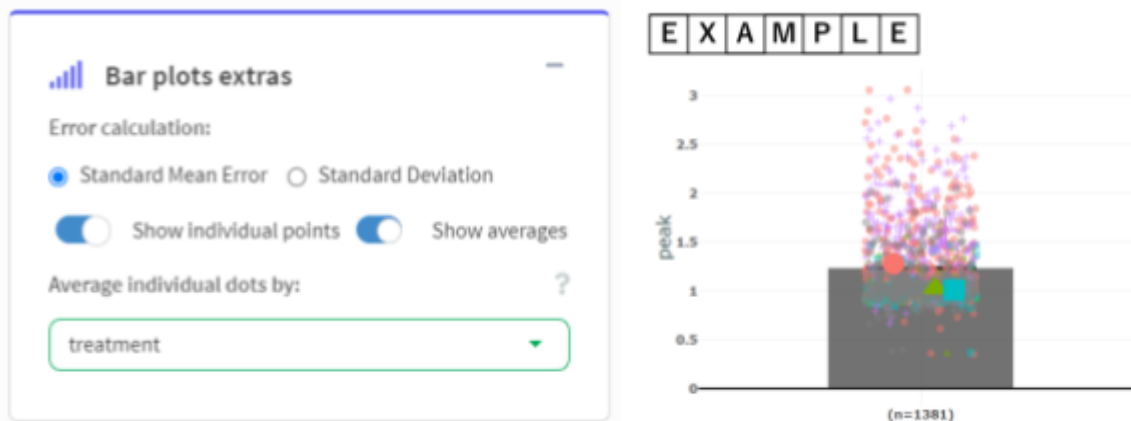 Bar plots extras
Error calculation:
Standard Mean Error
Standard Deviation
Show individual points
Show averages
Average individual dots by:
?
treatment
EXAMPLE
3
2.5
2
1.5
1
0.5
0
peak
(n=1381)